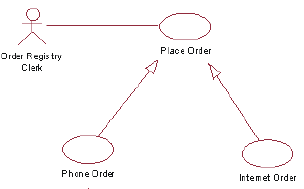 Place Order
Order Registry
Clerk
Phone Order
Internet Order